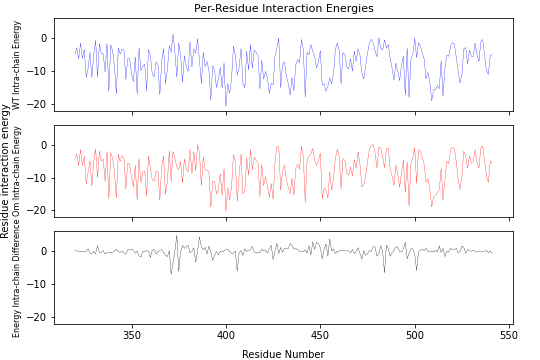 Per-Residue Interaction Energies
Residue interaction energy
WT Intra-chain Energy
0
−10
−20
Om Intra-chain Energy
0
−10
−20
Energy Intra-chain Difference
0
−10
−20
350
400
450
500
550
Residue Number